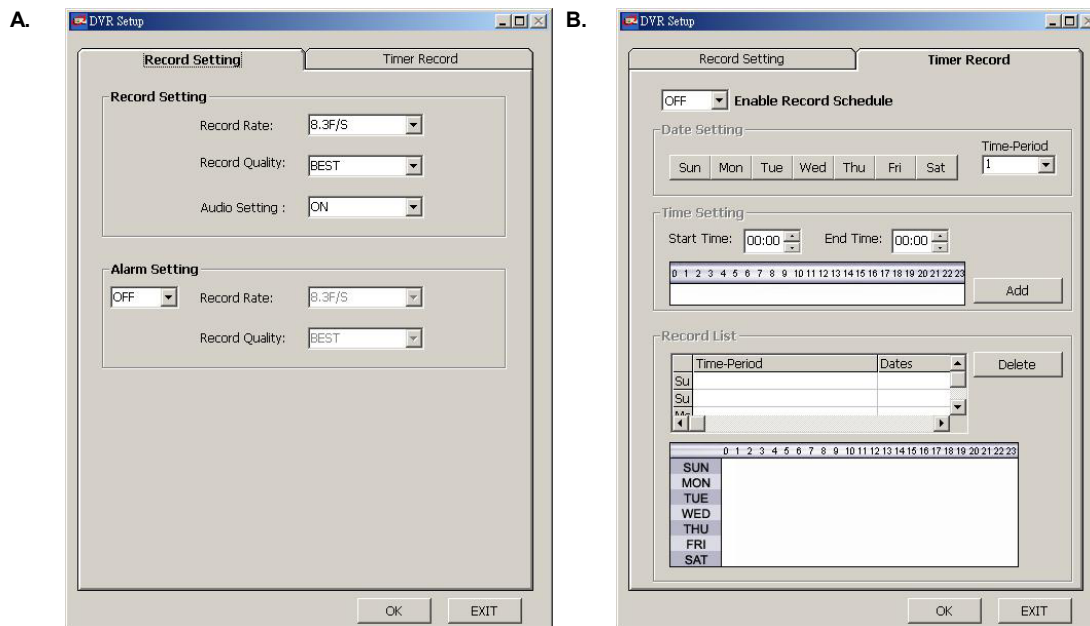 A.
DVR Setup
Record Setting
Timer Record
Record Setting
Record Rate: 8.3F/S
Record Quality: BEST
Audio Setting : ON
Alarm Setting
OFF Record Rate: 8.3F/S
Record Quality: BEST
OK EXIT
B.
DVR Setup
Record Setting
Timer Record
OFF Enable Record Schedule
Date Setting
Time-Period
Sun Mon Tue Wed Thu Fri Sat 1
Time Setting
Start Time: 00:00 End Time: 00:00
0 1 2 3 4 5 6 7 8 9 10 11 12 13 14 15 16 17 18 19 20 21 22 23
Add
Record List
Time-Period Dates
Delete
Su
Su
0 1 2 3 4 5 6 7 8 9 10 11 12 13 14 15 16 17 18 19 20 21 22 23
SUN
MON
TUE
WED
THU
FRI
SAT
OK EXIT